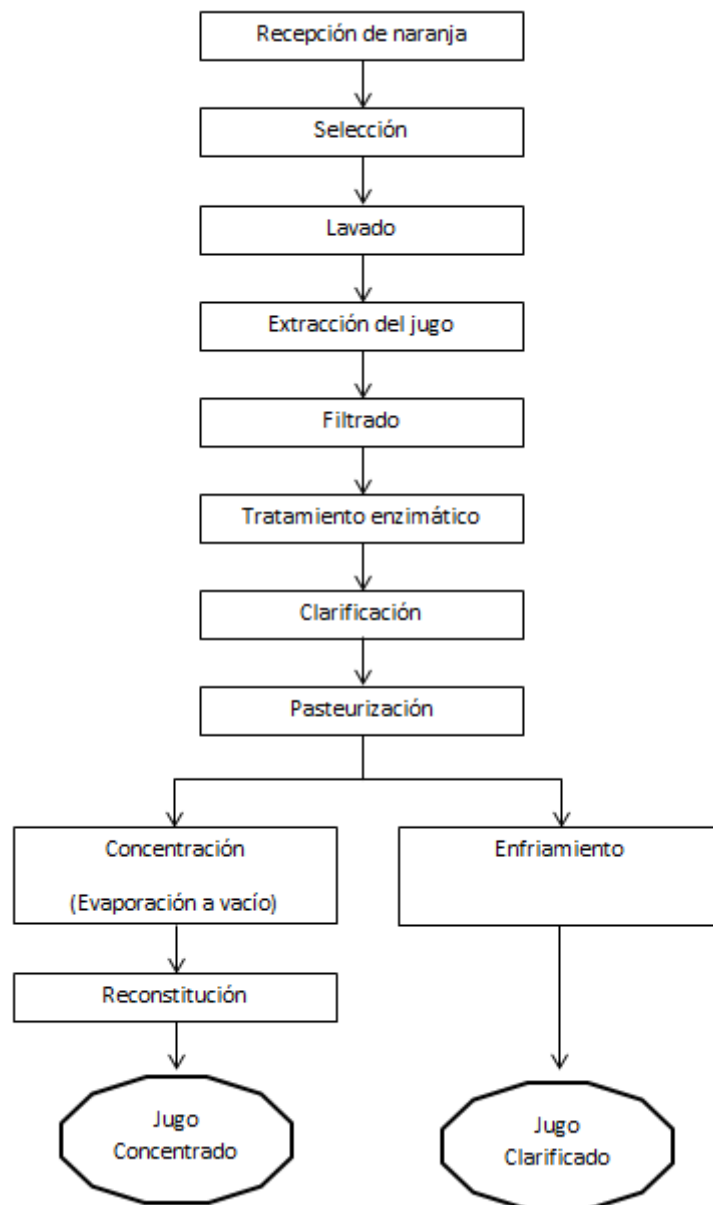 Recepción de naranja
Selección
Lavado
Extracción del jugo
Filtrado
Tratamiento enzimático
Clarificación
Pasteurización
Concentración
(Evaporación a vacío)
Enfriamiento
Reconstitución
Jugo
Concentrado
Jugo
Clarificado